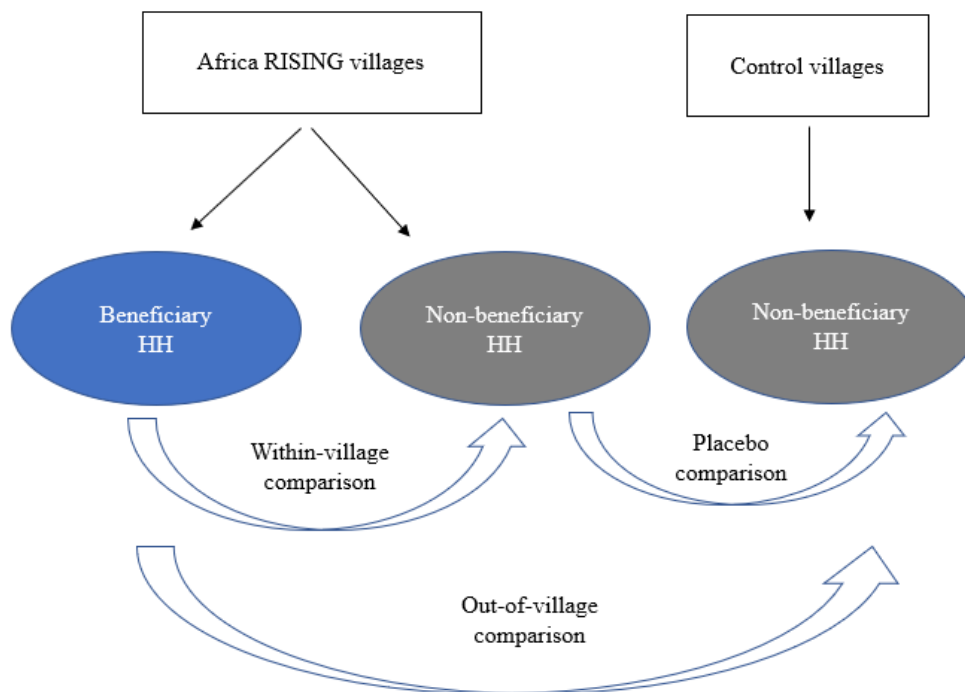 Africa RISING villages
Control villages
Beneficiary
HH
Non-beneficiary
HH
Non-beneficiary
HH
Within-village
comparison
Placebo
comparison
Out-of-village
comparison